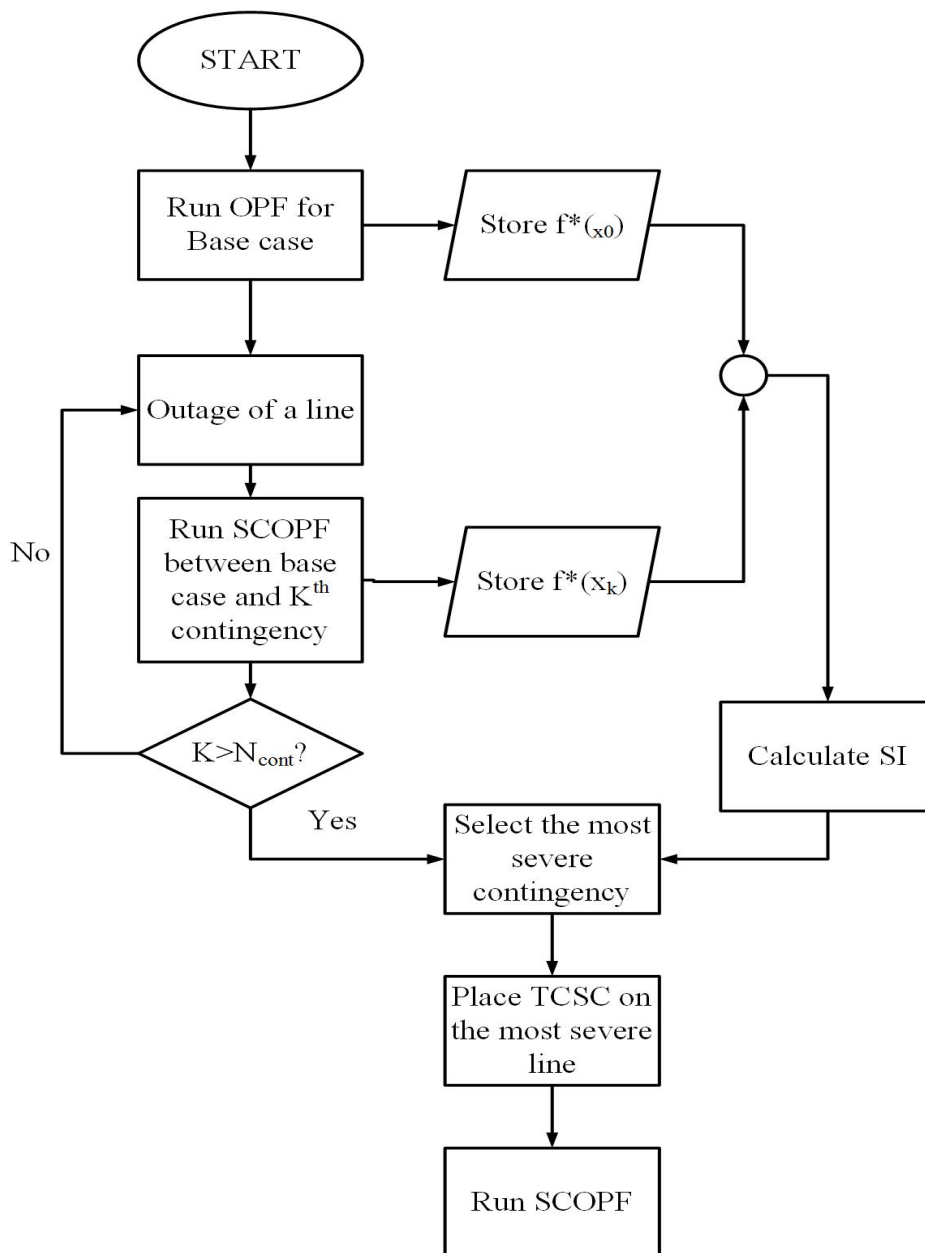 START
Run OPF for
Base case
Store f*(x0)
Outage of a line
Run SCOPF
between base
case and Kth
contingency
Store f*(xk)
No
K>Ncont?
Yes
Calculate SI
Select the most
severe
contingency
Place TCSC on
the most severe
line
Run SCOPF